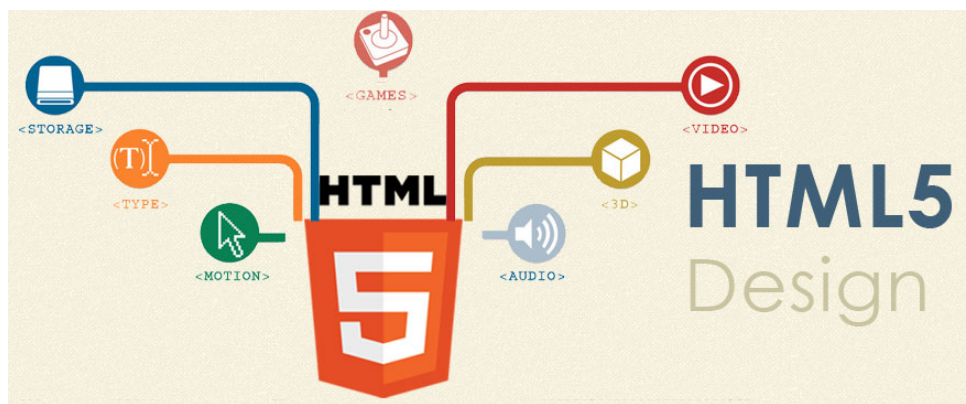 <GAMES>
<STORAGE>
<VIDEO>
(T)
<TYPE>
<3D>
HTML
5
<MOTION>
<AUDIO>
HTML5
Design